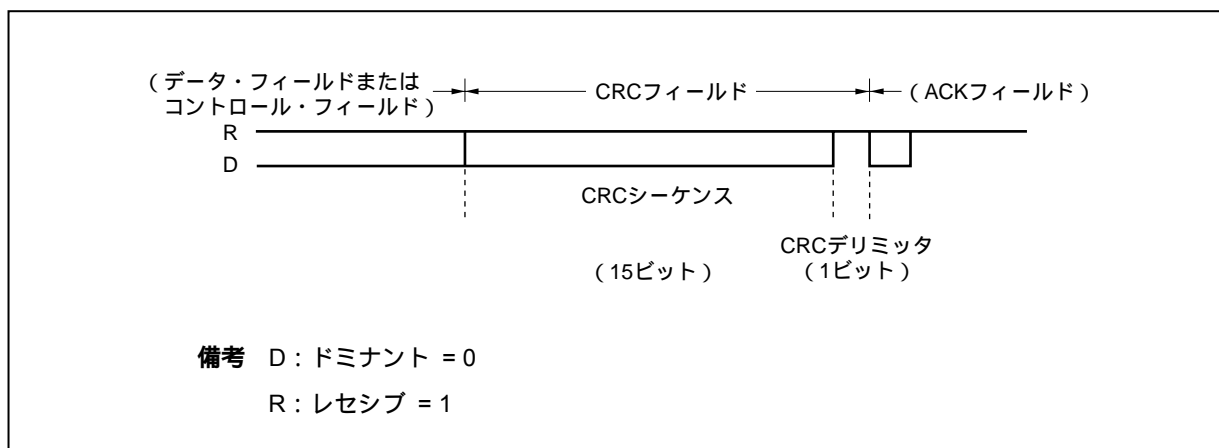 (データ・フィールドまたは
コントロール・フィールド)
CRCフィールド
(ACKフィールド)
R
D
CRCシーケンス
CRCデリミッタ
(15ビット)
(1ビット)
備考 D:ドミナント = 0
R:レセシブ = 1